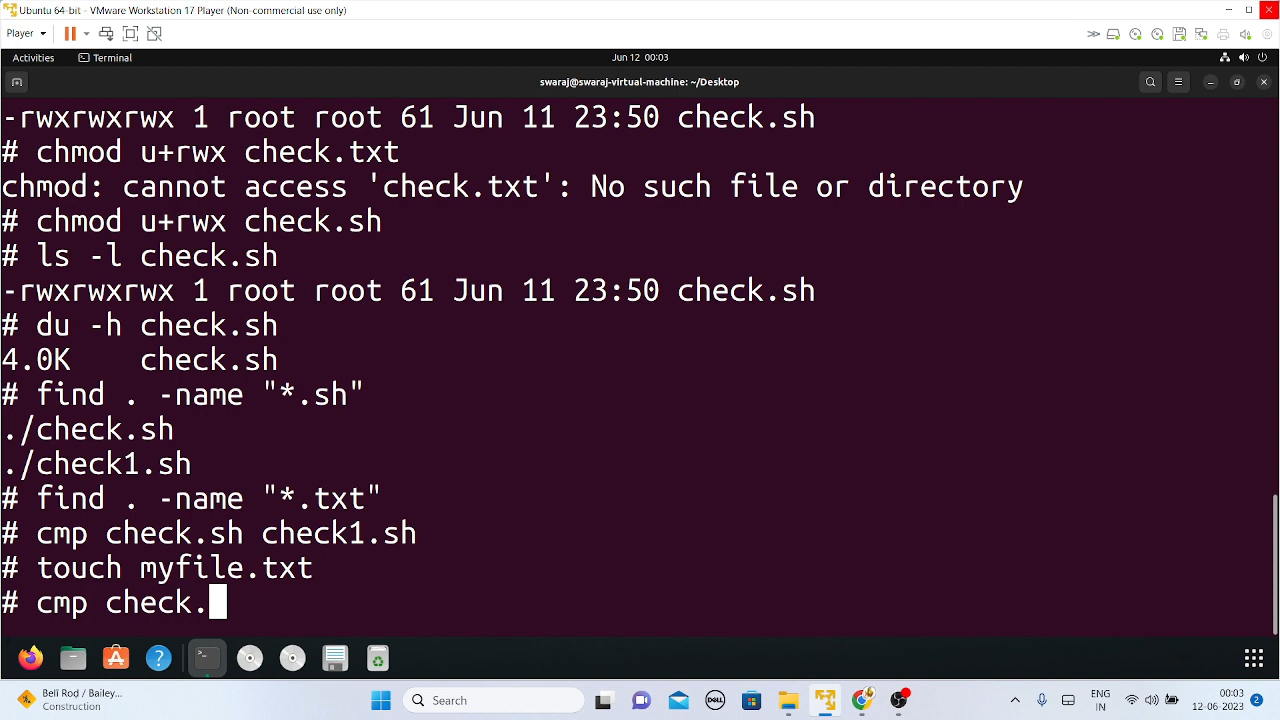 Ubuntu 64-bit - VMware Workstation 17 Player (Non-commercial use only)
Player
Activities
Terminal
Jun 12 00:03
swaraj@swaraj-virtual-machine: ~/Desktop
-rwxrwxrwx 1 root root 61 Jun 11 23:50 check.sh
# chmod u+rwx check.txt
chmod: cannot access 'check.txt': No such file or directory
# chmod u+rwx check.sh
# ls -l check.sh
-rwxrwxrwx 1 root root 61 Jun 11 23:50 check.sh
# du -h check.sh
4.0K    check.sh
# find . -name "*.sh"
./check.sh
./check1.sh
# find . -name "*.txt"
# cmp check.sh check1.sh
# touch myfile.txt
# cmp check.
Bell Rod / Bailey...
Construction
Search
DELL
ENG
IN
00:03
12-06-2023
2